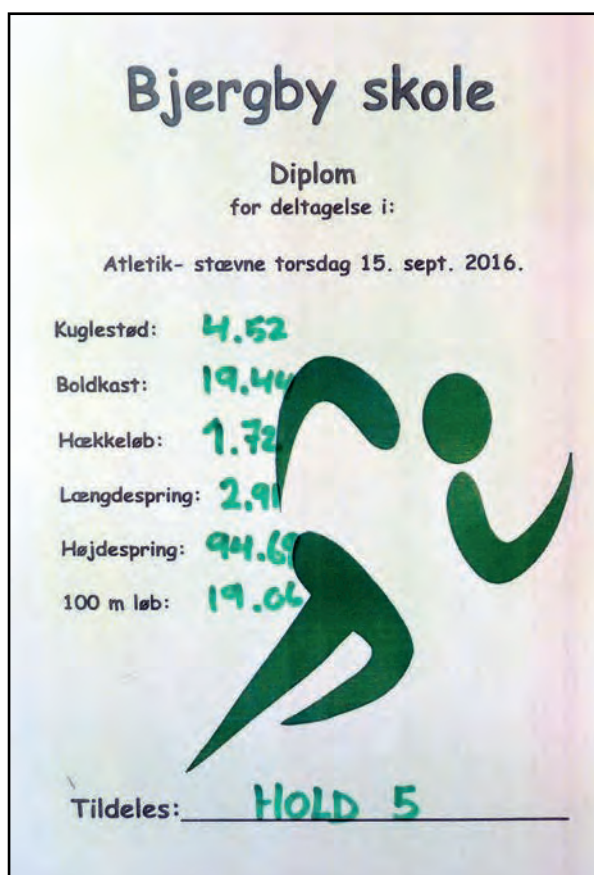 Bjergby skole
Diplom
for deltagelse i:
Atletik- stævne torsdag 15. sept. 2016.
Kuglestød: 4.52
Boldkast: 19.44
Hækkeløb: 1.72
Længdespring: 2.91
Højdespring: 94.69
100 m løb: 19.06
Tildeles: HOLD 5